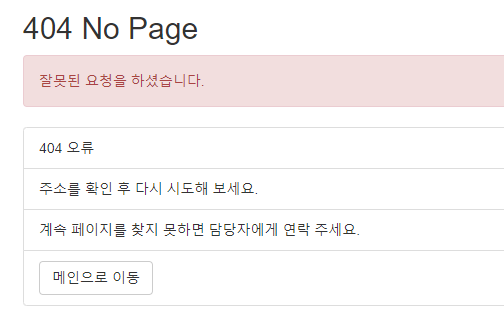 404 No Page
잘못된 요청을 하셨습니다.
404 오류
주소를 확인 후 다시 시도해 보세요.
계속 페이지를 찾지 못하면 담당자에게 연락 주세요.
메인으로 이동